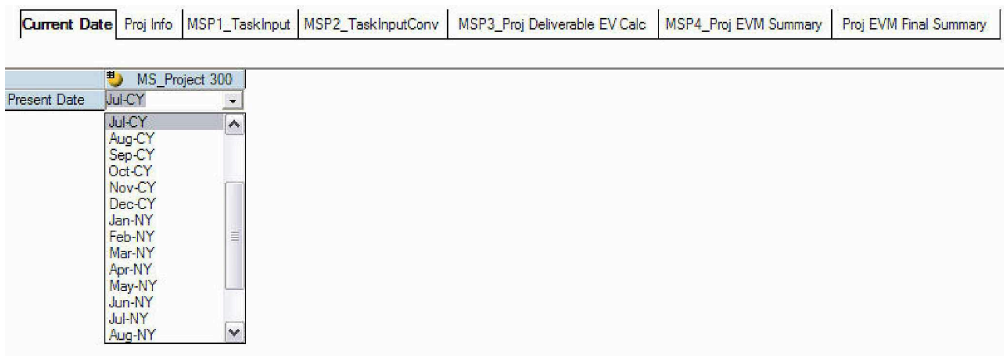 Current Date Proj Info MSP1_TaskInput MSP2_TaskInputConv MSP3_Proj Deliverable EV Calc MSP4_Proj EVM Summary Proj EVM Final Summary
MS_Project 300
Present Date Jul-CY
Jul-CY
Aug-CY
Sep-CY
Oct-CY
Nov-CY
Dec-CY
Jan-NY
Feb-NY
Mar-NY
Apr-NY
May-NY
Jun-NY
Jul-NY
Aug-NY